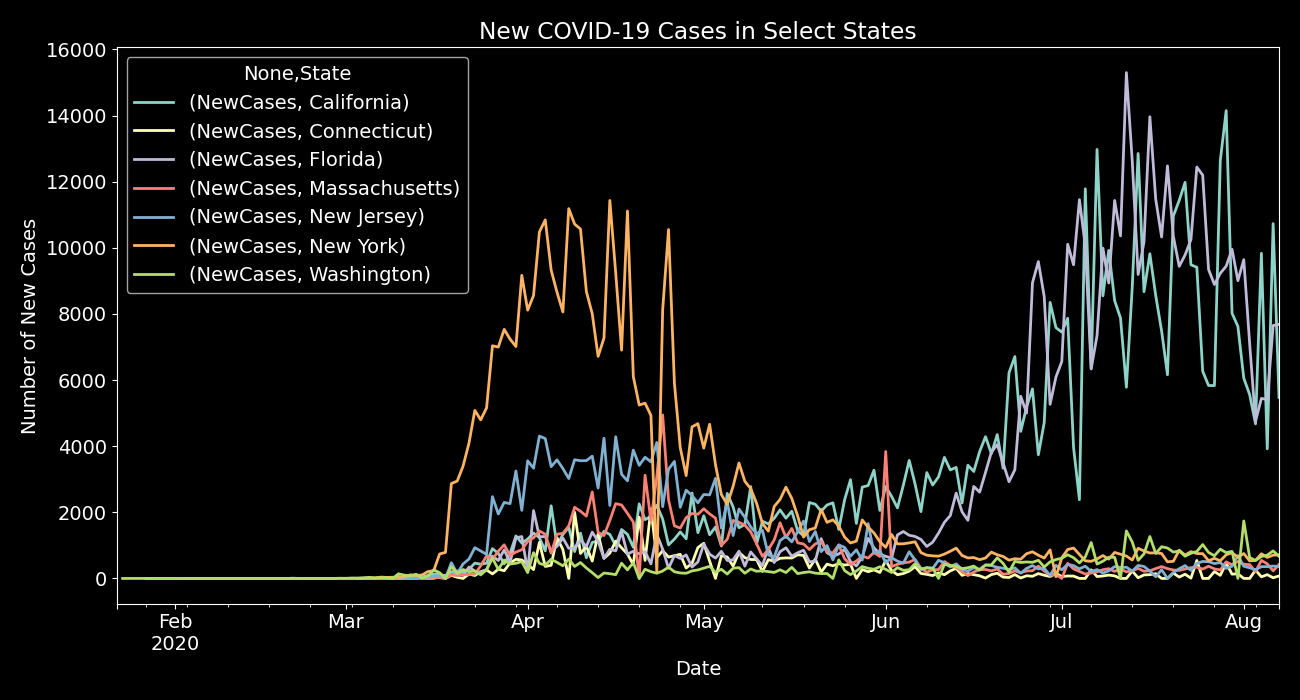 New COVID-19 Cases in Select States
16000
14000
12000
10000
8000
6000
4000
2000
0
Number of New Cases
None,State
(NewCases, California)
(NewCases, Connecticut)
(NewCases, Florida)
(NewCases, Massachusetts)
(NewCases, New Jersey)
(NewCases, New York)
(NewCases, Washington)
Feb Mar Apr May Jun Jul Aug
2020
Date